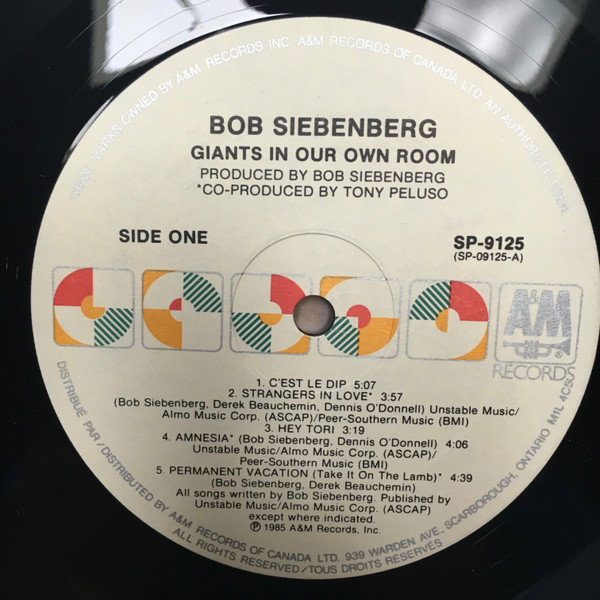 MARKS OWNED BY A&M RECORDS INC. A&M RECORDS OF CANADA LTD. AN AUTHORIZED USER
BOB SIEBENBERG
GIANTS IN OUR OWN ROOM
PRODUCED BY BOB SIEBENBERG
*CO-PRODUCED BY TONY PELUSO
SIDE ONE
SP-9125
(SP-09125-A)
A&M
RECORDS
1. C'EST LE DIP 5:07
2. STRANGERS IN LOVE* 3:57
(Bob Siebenberg, Derek Beauchemin, Dennis O'Donnell) Unstable Music/
Almo Music Corp. (ASCAP)/Peer-Southern Music (BMI)
3. HEY TORI 3:19
4. AMNESIA* (Bob Siebenberg, Dennis O'Donnell) 4:06
Unstable Music/Almo Music Corp. (ASCAP)/
Peer-Southern Music (BMI)
5. PERMANENT VACATION (Take It On The Lamb)* 4:39
(Bob Siebenberg, Derek Beauchemin)
All songs written by Bob Siebenberg. Published by
Unstable Music/Almo Music Corp. (ASCAP)
except where indicated.
℗ 1985 A&M Records, Inc.
DISTRIBUÉ PAR/DISTRIBUTED BY A&M RECORDS OF CANADA LTD. 939 WARDEN AVE. SCARBOROUGH, ONTARIO M1L 4C5
ALL RIGHTS RESERVED/TOUS DROITS RESERVÉS